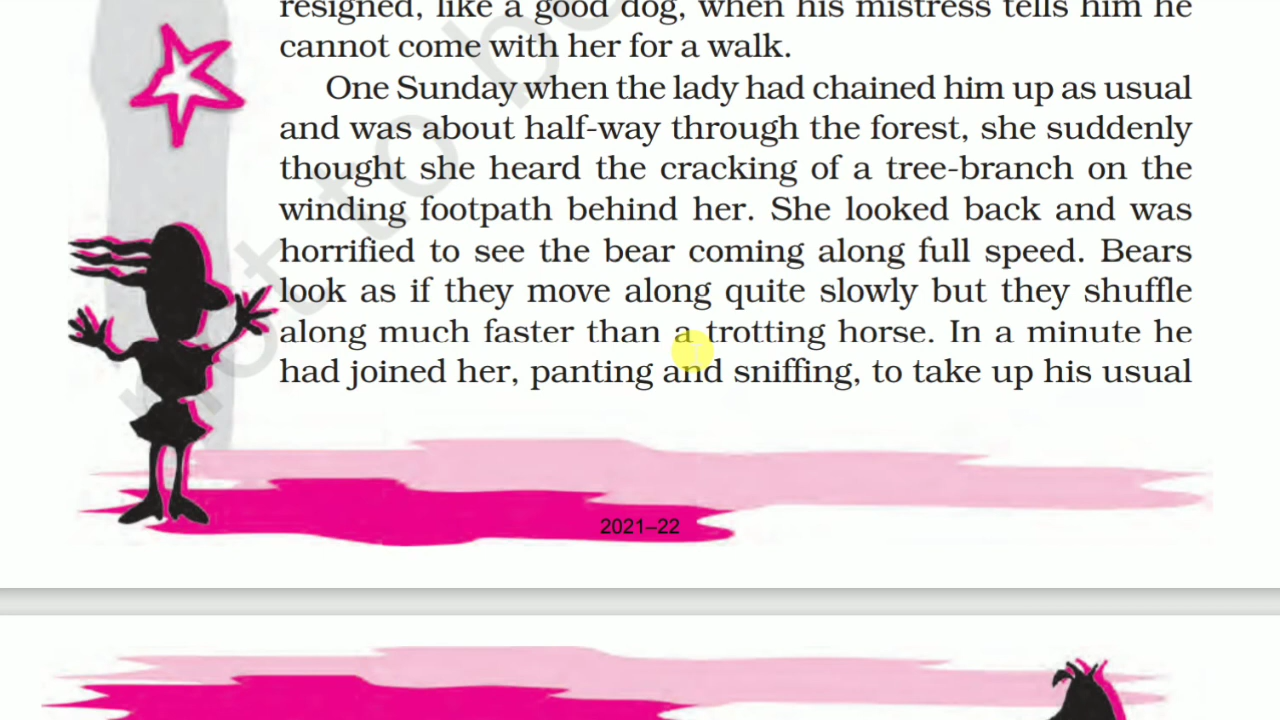 resigned, like a good dog, when his mistress tells him he
cannot come with her for a walk.
One Sunday when the lady had chained him up as usual
and was about half-way through the forest, she suddenly
thought she heard the cracking of a tree-branch on the
winding footpath behind her. She looked back and was
horrified to see the bear coming along full speed. Bears
look as if they move along quite slowly but they shuffle
along much faster than a trotting horse. In a minute he
had joined her, panting and sniffing, to take up his usual
2021–22
not to be